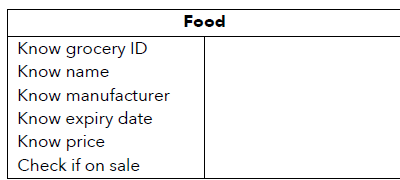 Food
Know grocery ID
Know name
Know manufacturer
Know expiry date
Know price
Check if on sale